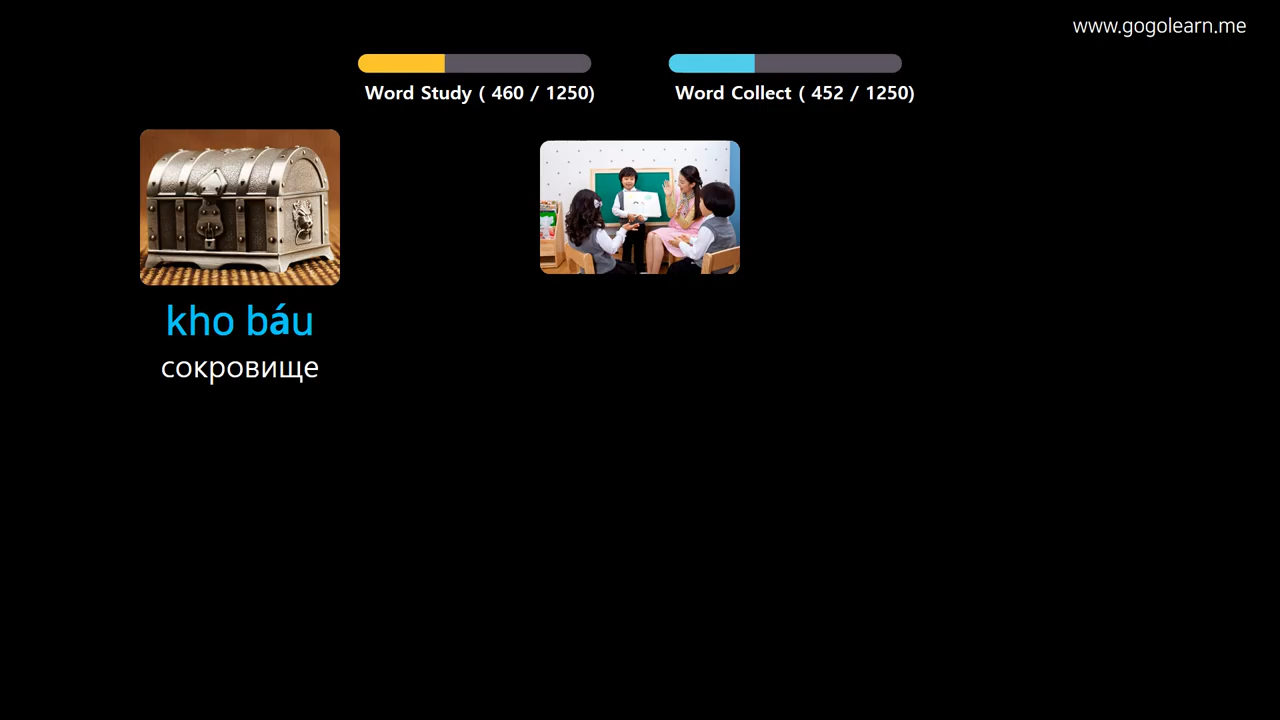 www.gogolearn.me
Word Study ( 460 / 1250)
Word Collect ( 452 / 1250)
kho báu
сокровище